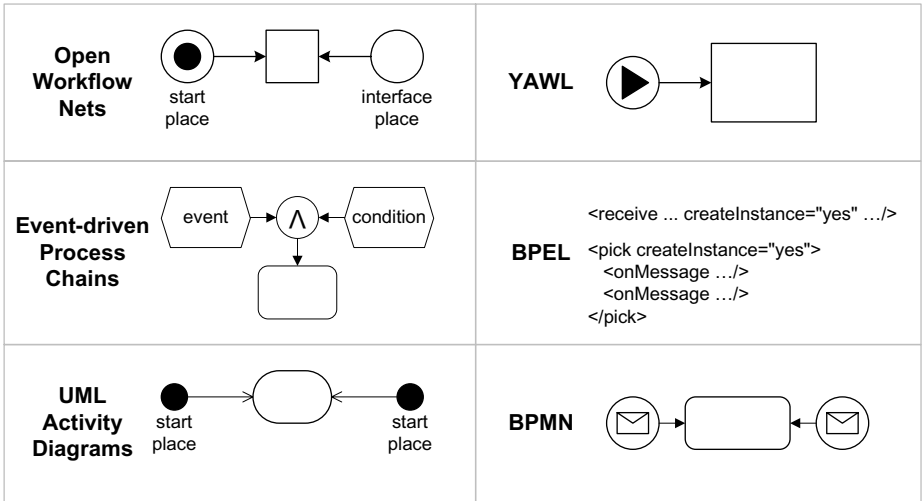 Open
Workflow
Nets
start
place
interface
place
YAWL
Event-driven
Process
Chains
event
Λ
condition
BPEL
<receive ... createInstance="yes" …/>
<pick createInstance="yes">
<onMessage …/>
<onMessage …/>
</pick>
UML
Activity
Diagrams
start
place
start
place
BPMN